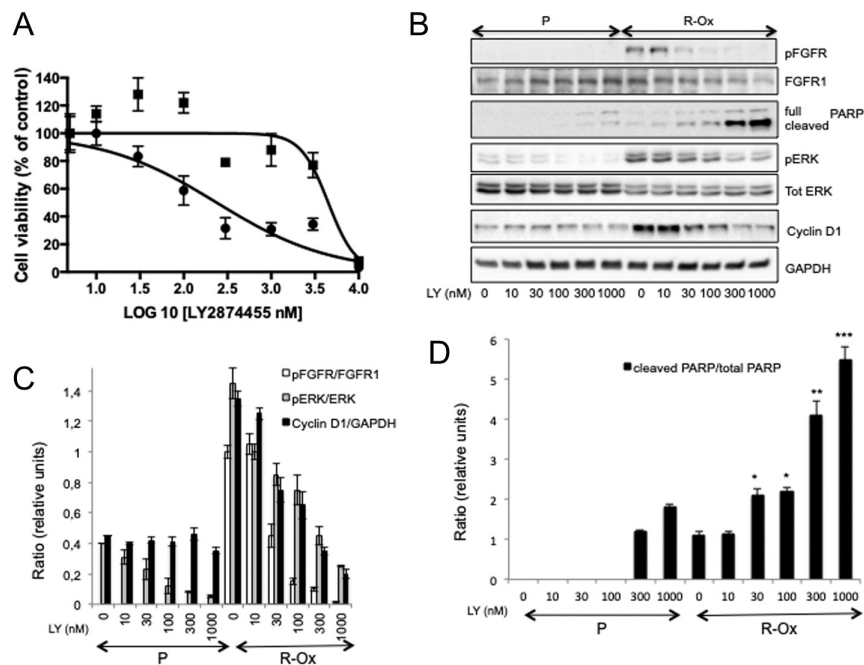 A
140
120
100
80
60
40
20
0
Cell viability (% of control)
1.0 1.5 2.0 2.5 3.0 3.5 4.0
LOG 10 [LY2874455 nM]
B
P R-Ox
pFGFR
FGFR1
full PARP
cleaved
pERK
Tot ERK
Cyclin D1
GAPDH
LY (nM) 0 10 30 100 300 1000 0 10 30 100 300 1000
C
pFGFR/FGFR1
pERK/ERK
Cyclin D1/GAPDH
1,4
1,2
1
0,8
0,6
0,4
0,2
0
Ratio (relative units)
LY (nM) 0 10 30 100 300 1000 0 10 30 100 300 1000
P R-Ox
D
cleaved PARP/total PARP
6
5
4
3
2
1
0
Ratio (relative units)
* * ** ***
LY (nM) 0 10 30 100 300 1000 0 10 30 100 300 1000
P R-Ox